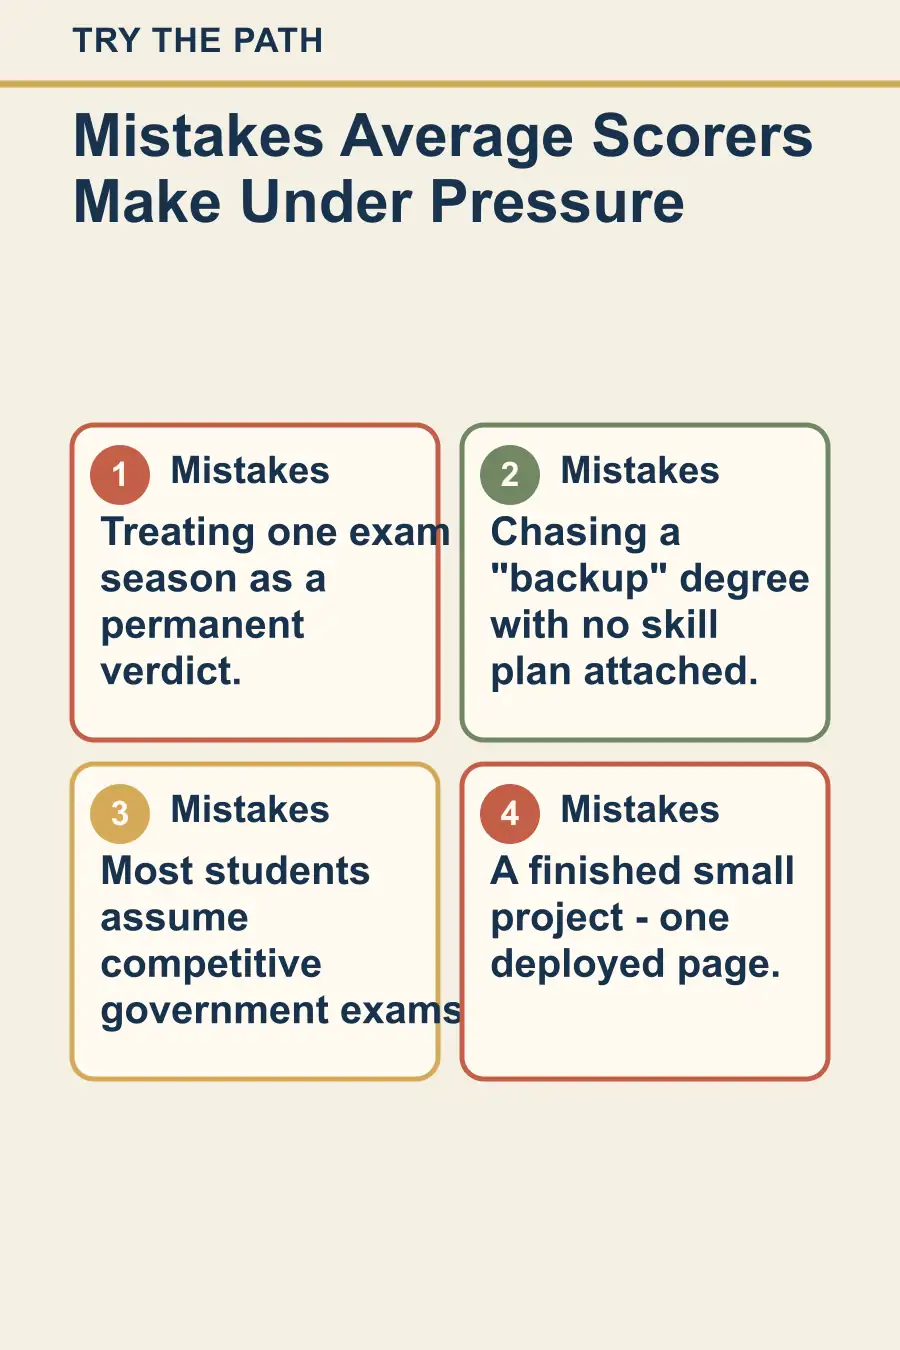 TRY THE PATH
Mistakes Average Scorers
Make Under Pressure
1 Mistakes
Treating one exam
season as a
permanent
verdict.
2 Mistakes
Chasing a
"backup" degree
with no skill
plan attached.
3 Mistakes
Most students
assume
competitive
government exams
4 Mistakes
A finished small
project - one
deployed page.